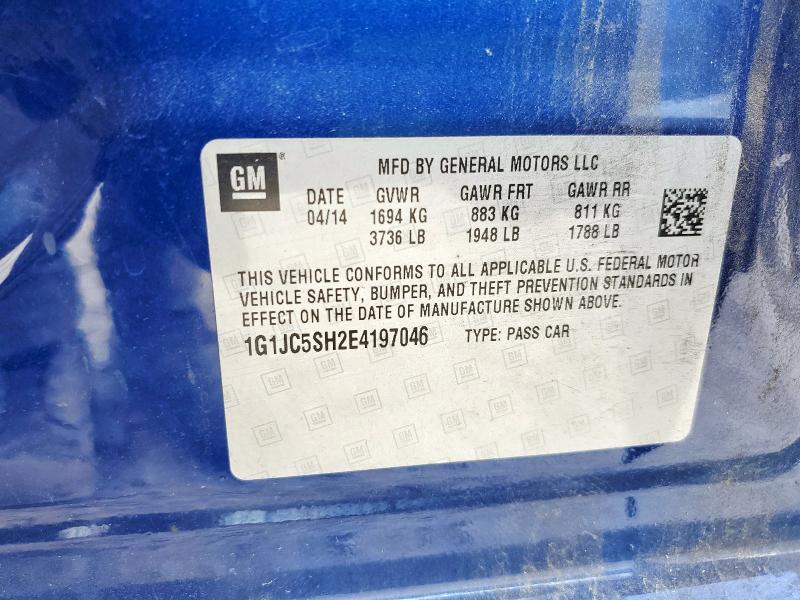 GM ®
MFD BY GENERAL MOTORS LLC
DATE GVWR GAWR FRT GAWR RR
04/14 1694 KG 883 KG 811 KG
3736 LB 1948 LB 1788 LB
THIS VEHICLE CONFORMS TO ALL APPLICABLE U.S. FEDERAL MOTOR
VEHICLE SAFETY, BUMPER, AND THEFT PREVENTION STANDARDS IN
EFFECT ON THE DATE OF MANUFACTURE SHOWN ABOVE.
1G1JC5SH2E4197046 TYPE: PASS CAR